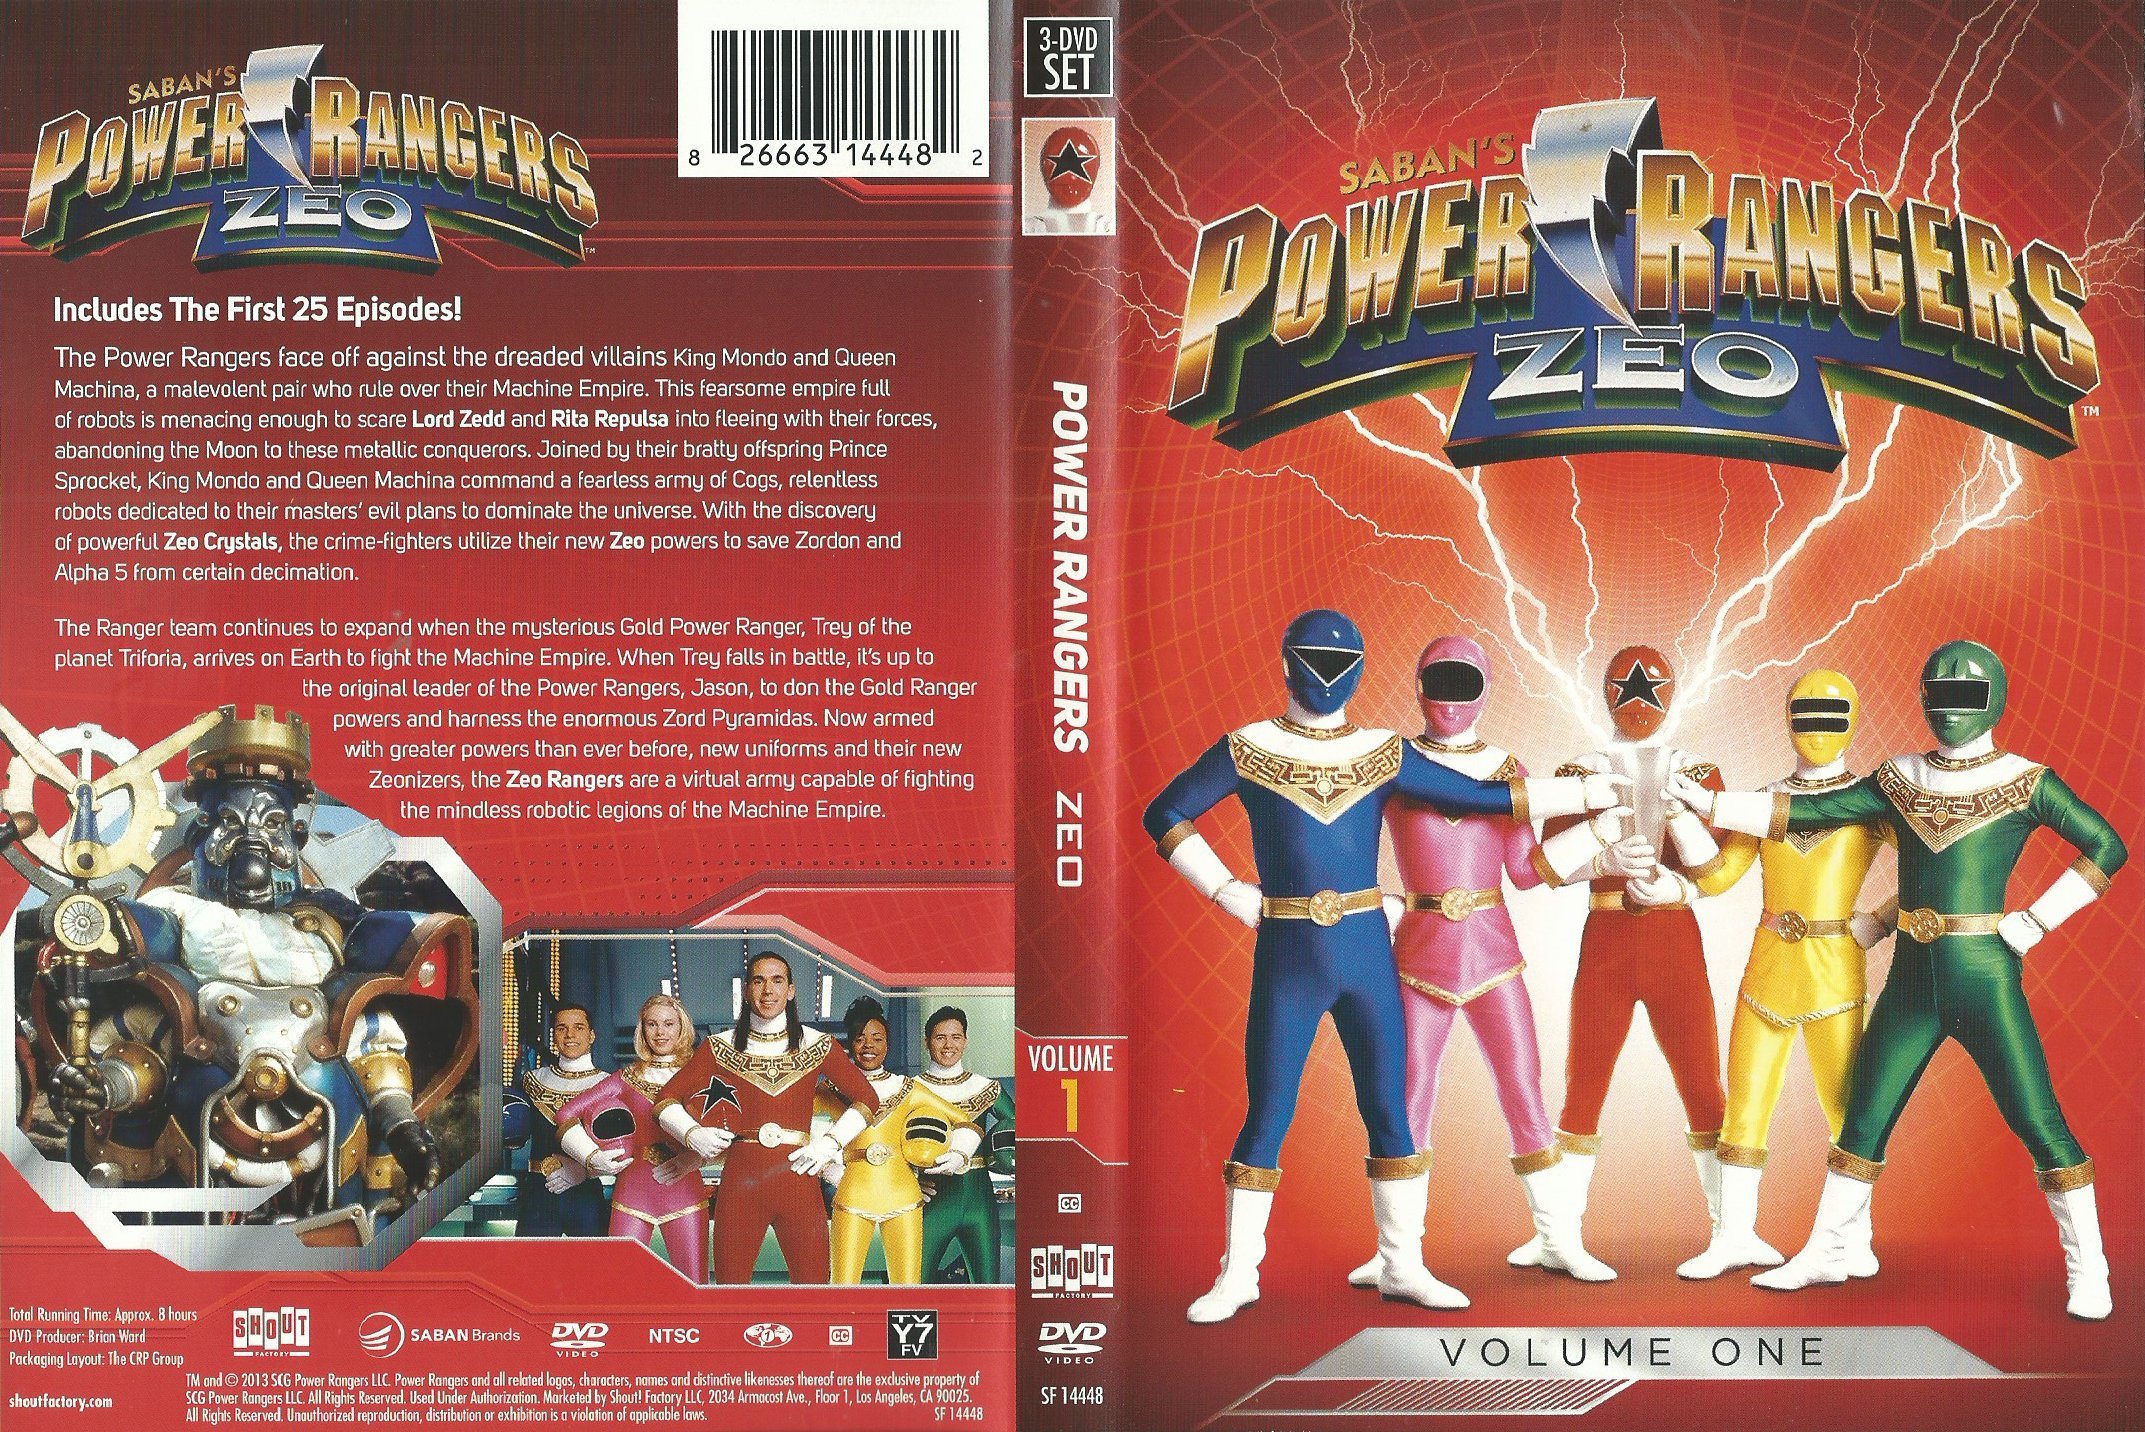 SABAN'S
POWER RANGERS
ZEO
™
8 26663 14448 2
Includes The First 25 Episodes!
The Power Rangers face off against the dreaded villains King Mondo and Queen
Machina, a malevolent pair who rule over their Machine Empire. This fearsome empire full
of robots is menacing enough to scare Lord Zedd and Rita Repulsa into fleeing with their forces,
abandoning the Moon to these metallic conquerors. Joined by their bratty offspring Prince
Sprocket, King Mondo and Queen Machina command a fearless army of Cogs, relentless
robots dedicated to their masters' evil plans to dominate the universe. With the discovery
of powerful Zeo Crystals, the crime-fighters utilize their new Zeo powers to save Zordon and
Alpha 5 from certain decimation.
The Ranger team continues to expand when the mysterious Gold Power Ranger, Trey of the
planet Triforia, arrives on Earth to fight the Machine Empire. When Trey falls in battle, it's up to
the original leader of the Power Rangers, Jason, to don the Gold Ranger
powers and harness the enormous Zord Pyramidas. Now armed
with greater powers than ever before, new uniforms and their new
Zeonizers, the Zeo Rangers are a virtual army capable of fighting
the mindless robotic legions of the Machine Empire.
Total Running Time: Approx. 8 hours
DVD Producer: Brian Ward
Packaging Layout: The CRP Group
shoutfactory.com
SHOUT
FACTORY
SABAN Brands
DVD
VIDEO
NTSC
1
CC
TV
Y7
FV
TM and © 2013 SCG Power Rangers LLC. Power Rangers and all related logos, characters, names and distinctive likenesses thereof are the exclusive property of
SCG Power Rangers LLC. All Rights Reserved. Used Under Authorization. Marketed by Shout! Factory LLC, 2034 Armacost Ave., Floor 1, Los Angeles, CA 90025.
All Rights Reserved. Unauthorized reproduction, distribution or exhibition is a violation of applicable laws.
SF 14448
3-DVD
SET
POWER RANGERS ZEO
VOLUME
1
CC
SHOUT
FACTORY
DVD
VIDEO
SF 14448
SABAN'S
POWER RANGERS
ZEO
™
VOLUME ONE